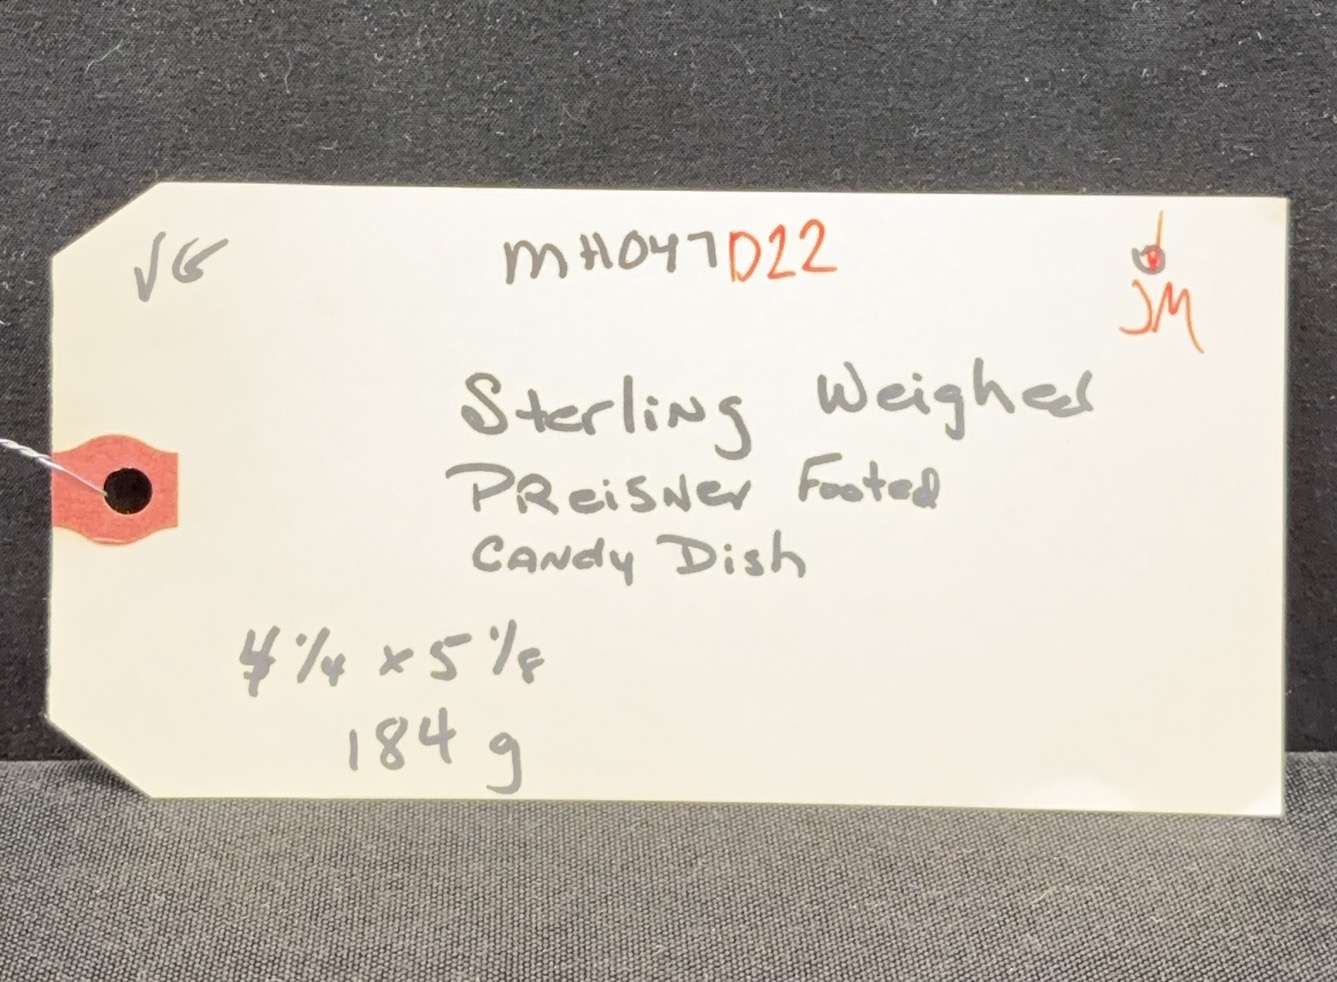 VG
MH047D22
JM
Sterling Weighed
PReisNer Footed
CANdy Dish
4 1/4 x 5 1/8
184 g